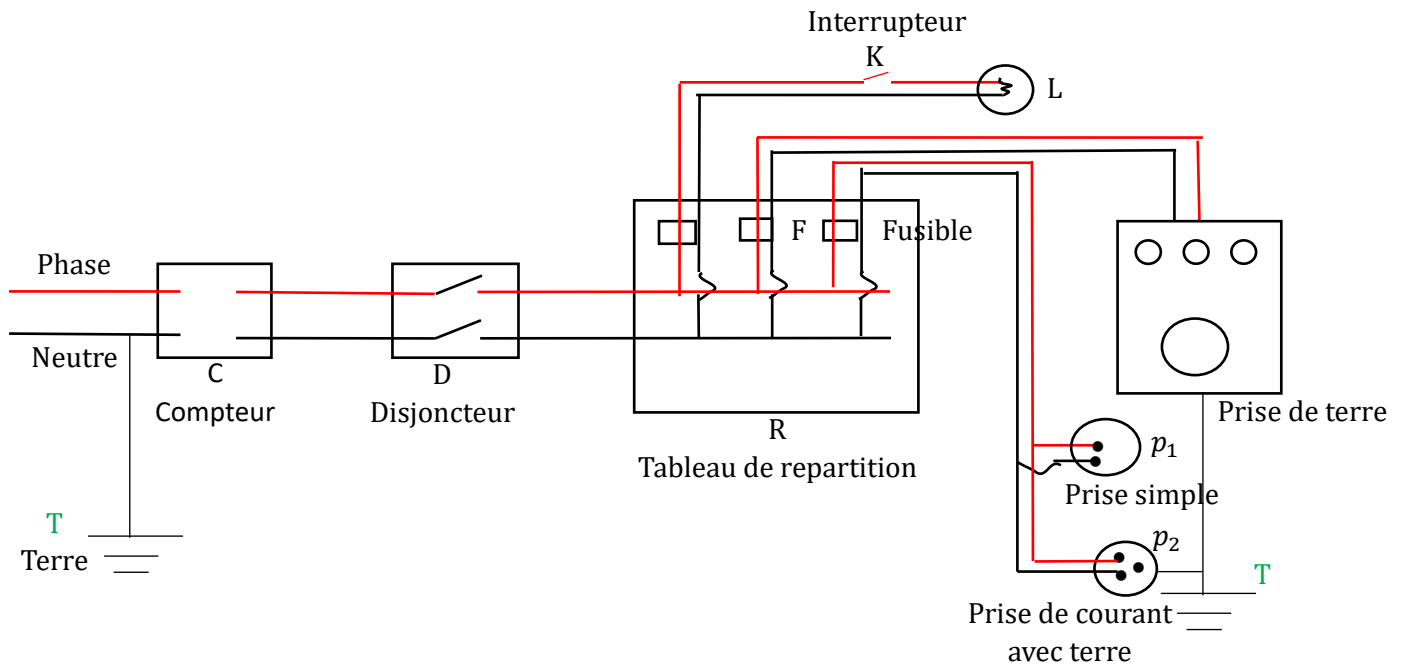 Interrupteur
K
L
F
Fusible
Phase
Neutre
C
Compteur
D
Disjoncteur
R
Tableau de repartition
Prise de terre
p₁
Prise simple
p₂
T
Terre
T
Prise de courant
avec terre